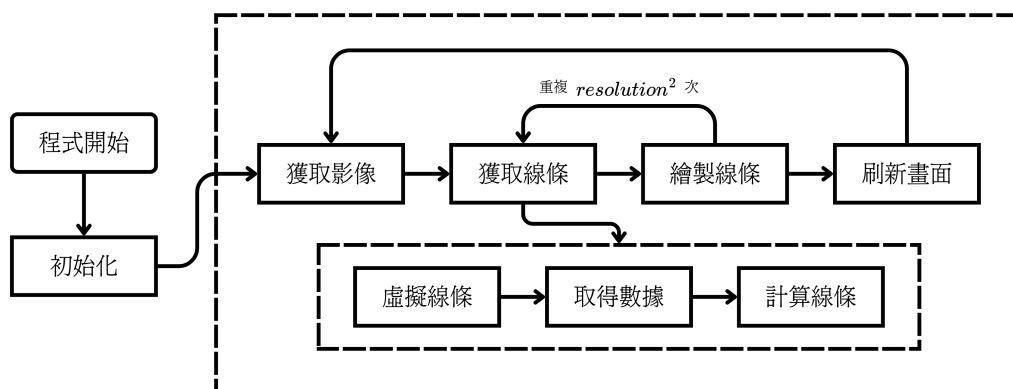 重複 resolution² 次
程式開始
獲取影像
獲取線條
繪製線條
刷新畫面
初始化
虛擬線條
取得數據
計算線條